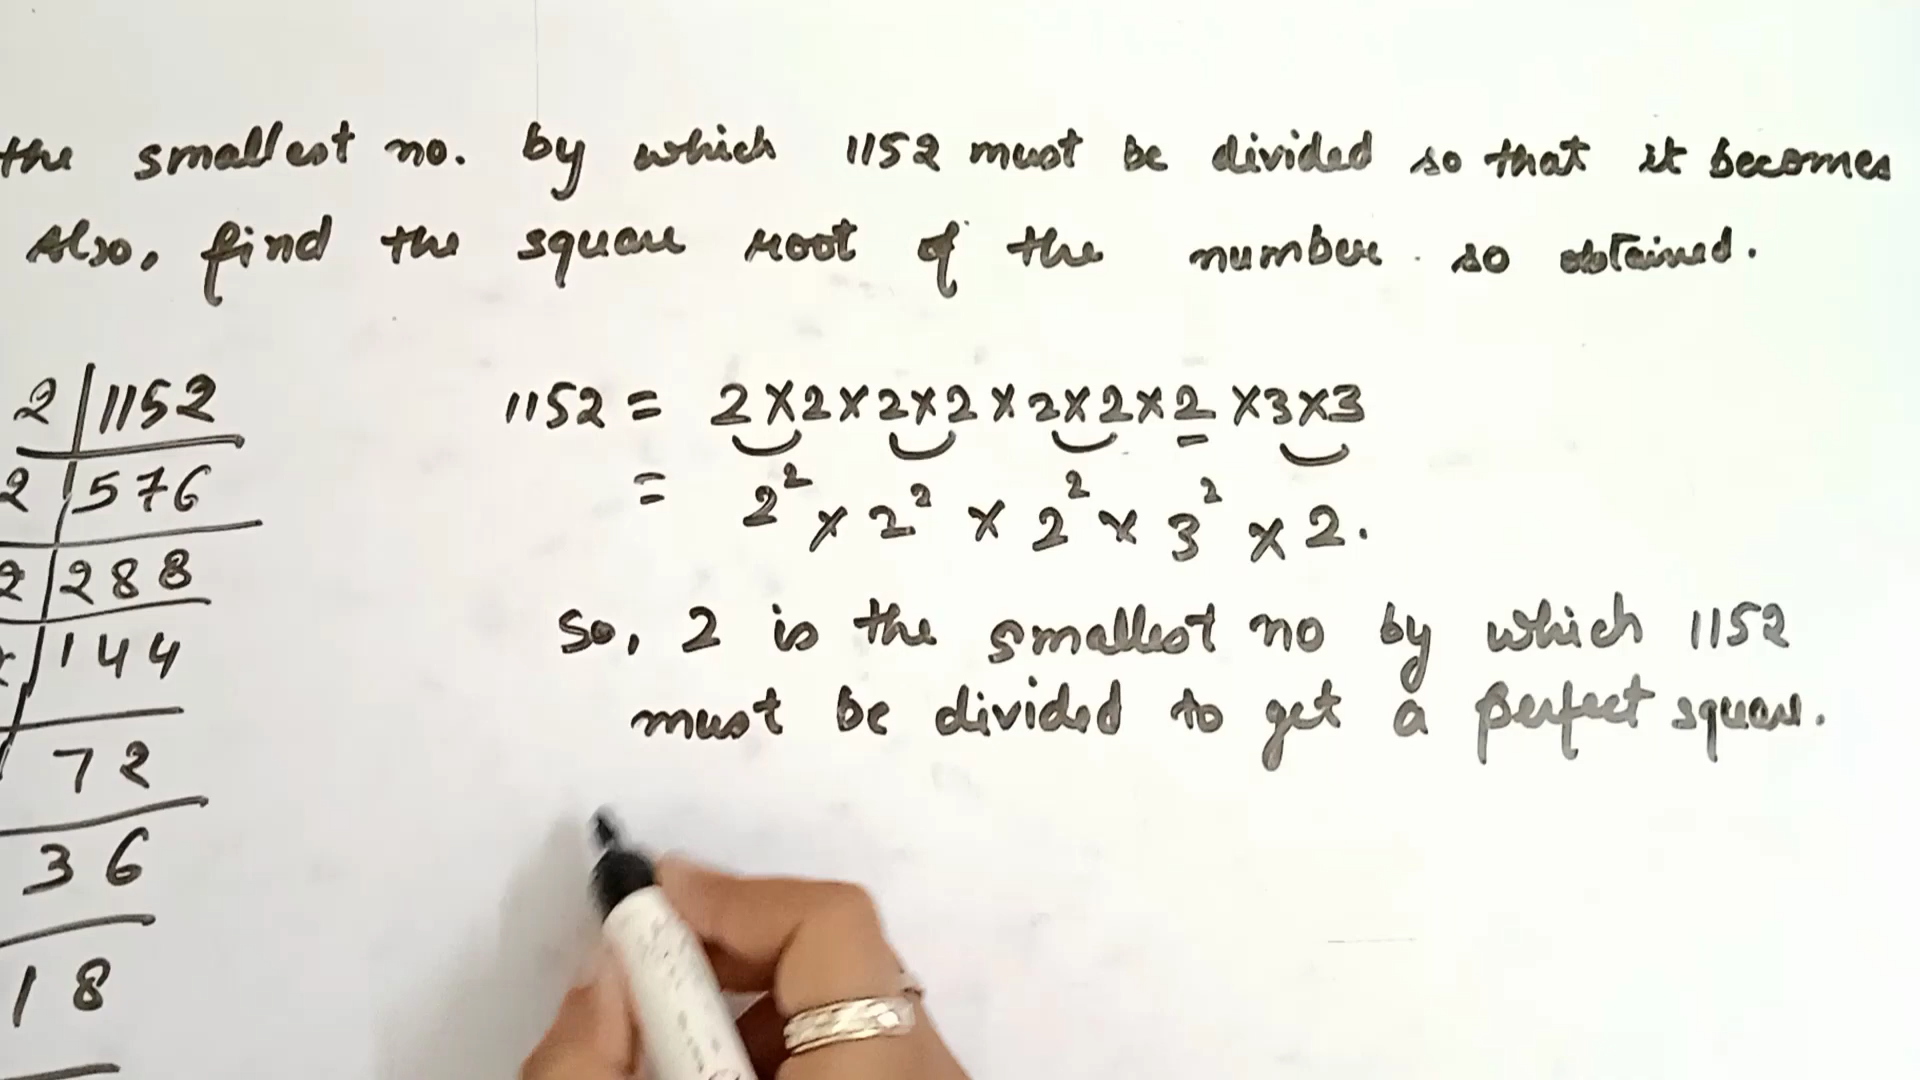 the smallest no. by which 1152 must be divided so that it becomes
Also, find the square root of the number so obtained.
2 | 1152
2 | 576
2 | 288
144
72
36
18
1152 = 2×2×2×2×2×2×2×3×3
= 2² × 2² × 2² × 3² × 2.
So, 2 is the smallest no by which 1152
must be divided to get a perfect square.